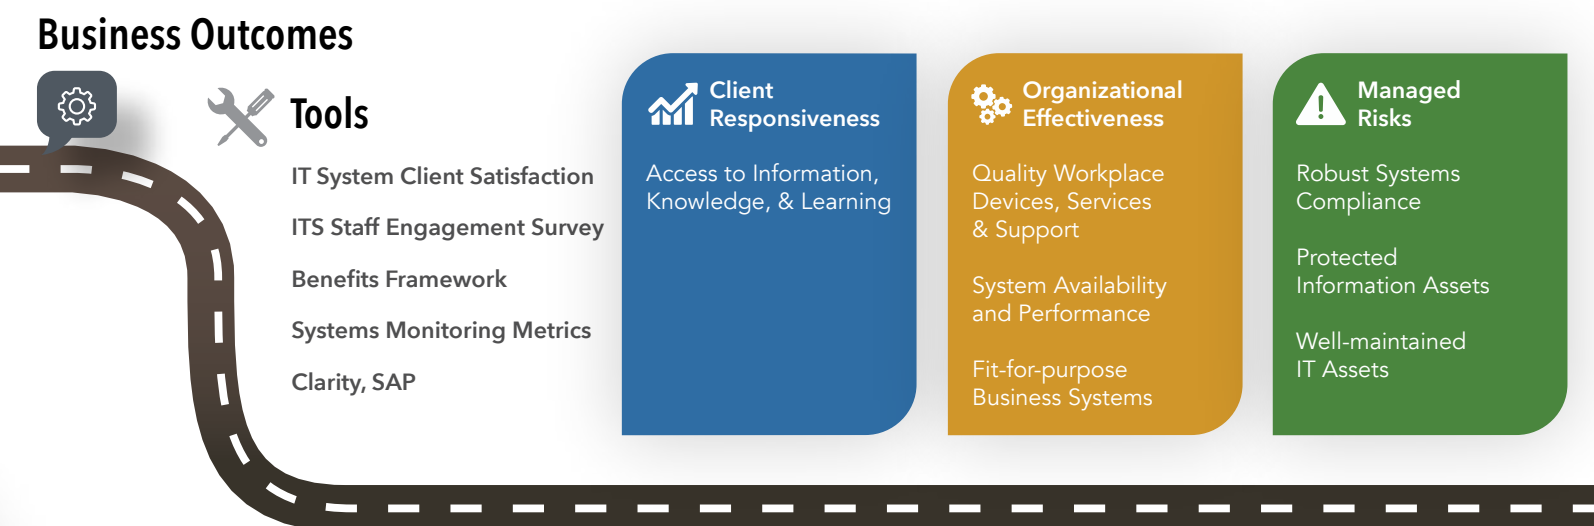 Business Outcomes
Tools
IT System Client Satisfaction
ITS Staff Engagement Survey
Benefits Framework
Systems Monitoring Metrics
Clarity, SAP
Client
Responsiveness
Access to Information,
Knowledge, & Learning
Organizational
Effectiveness
Quality Workplace
Devices, Services
& Support
System Availability
and Performance
Fit-for-purpose
Business Systems
Managed
Risks
Robust Systems
Compliance
Protected
Information Assets
Well-maintained
IT Assets